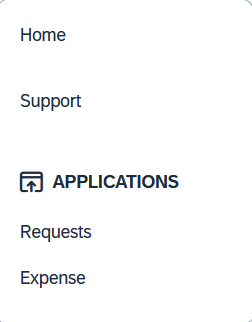 Home
Support
APPLICATIONS
Requests
Expense